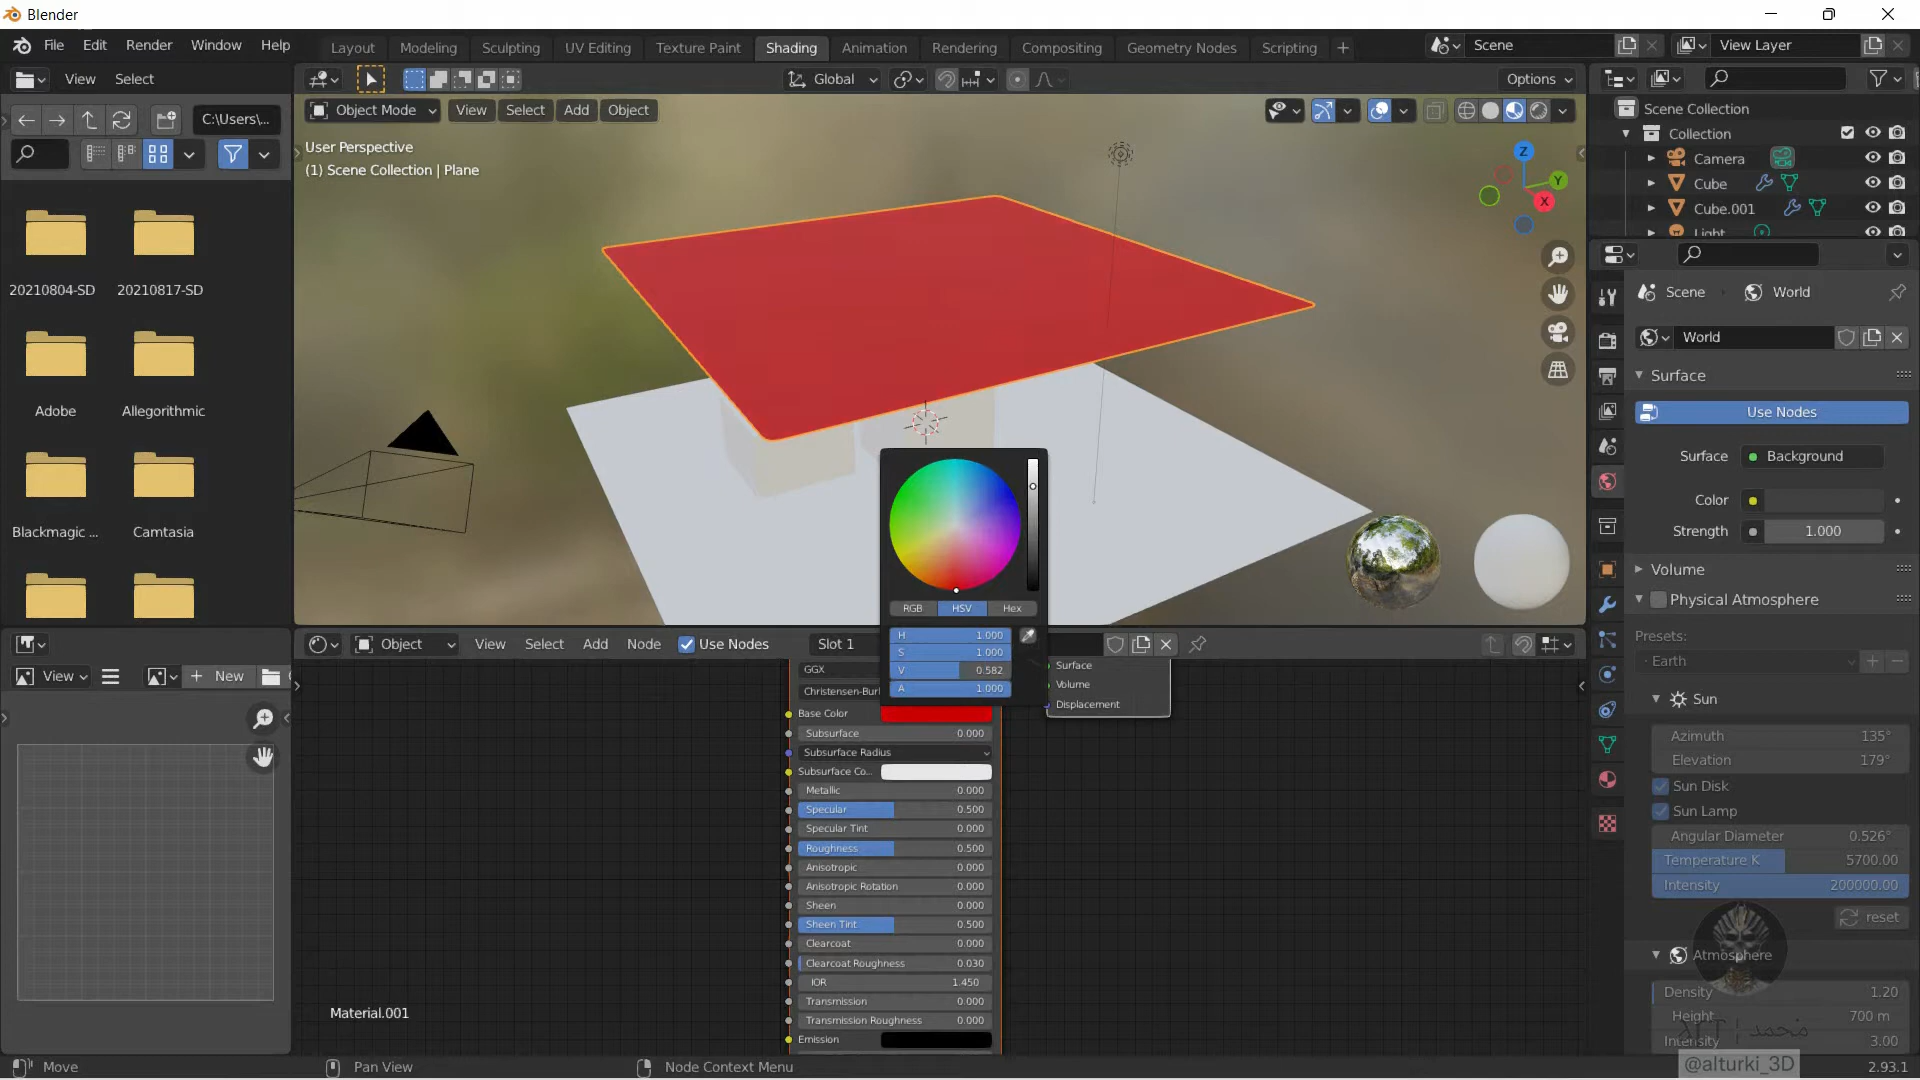 Blender
File Edit Render Window Help Layout Modeling Sculpting UV Editing Texture Paint Shading Animation Rendering Compositing Geometry Nodes Scripting + Scene View Layer
View Select
Global
Options
C:\Users\...
Object Mode View Select Add Object
User Perspective
(1) Scene Collection | Plane
Z
Y
X
20210804-SD 20210817-SD
Adobe Allegorithmic
Blackmagic ... Camtasia
Scene Collection
Collection
Camera
Cube
Cube.001
Light
Scene World
World
Surface
Use Nodes
Surface Background
Color
Strength 1.000
Volume
Physical Atmosphere
Presets:
Earth
Sun
Azimuth 135°
Elevation 179°
Sun Disk
Sun Lamp
Angular Diameter 0.526°
Temperature K 5700.00
Intensity 200000.00
reset
Atmosphere
Density 1.20
Height 700 m
Intensity 3.00
RGB HSV Hex
H 1.000
S 1.000
V 0.582
A 1.000
Object View Select Add Node Use Nodes Slot 1
View New
GGX
Christensen-Burl
Base Color
Subsurface 0.000
Subsurface Radius
Subsurface Co...
Metallic 0.000
Specular 0.500
Specular Tint 0.000
Roughness 0.500
Anisotropic 0.000
Anisotropic Rotation 0.000
Sheen 0.000
Sheen Tint 0.500
Clearcoat 0.000
Clearcoat Roughness 0.030
IOR 1.450
Transmission 0.000
Transmission Roughness 0.000
Emission
Surface
Volume
Displacement
Material.001
@alturki_3D
Move Pan View Node Context Menu 2.93.1